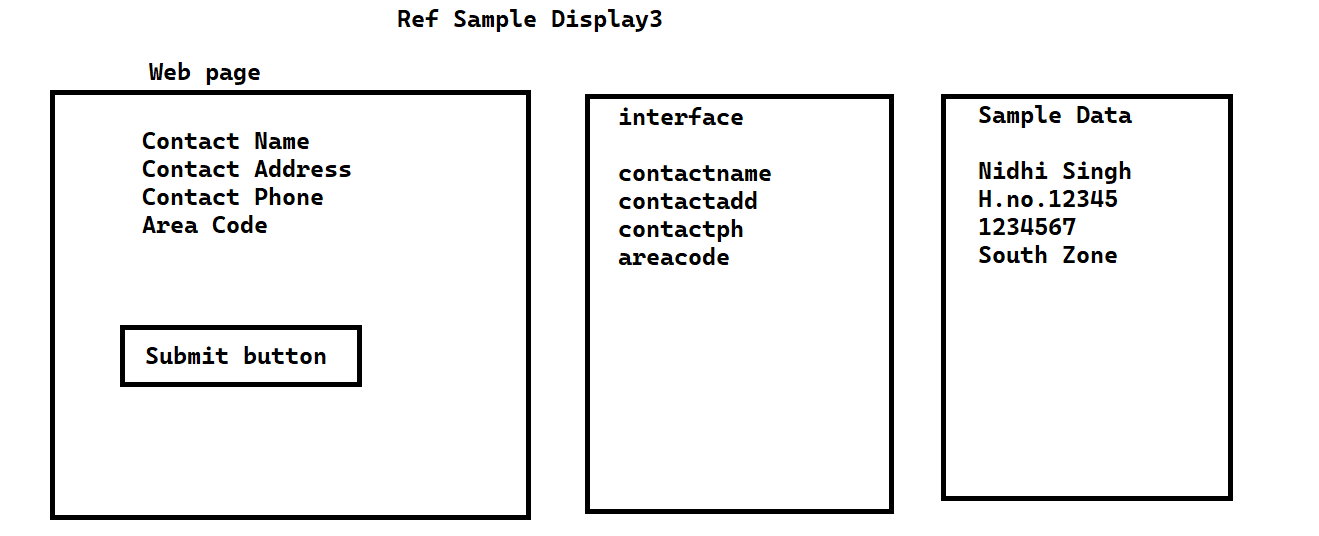 Ref Sample Display3
Web page
Contact Name
Contact Address
Contact Phone
Area Code
Submit button
interface
contactname
contactadd
contactph
areacode
Sample Data
Nidhi Singh
H.no.12345
1234567
South Zone